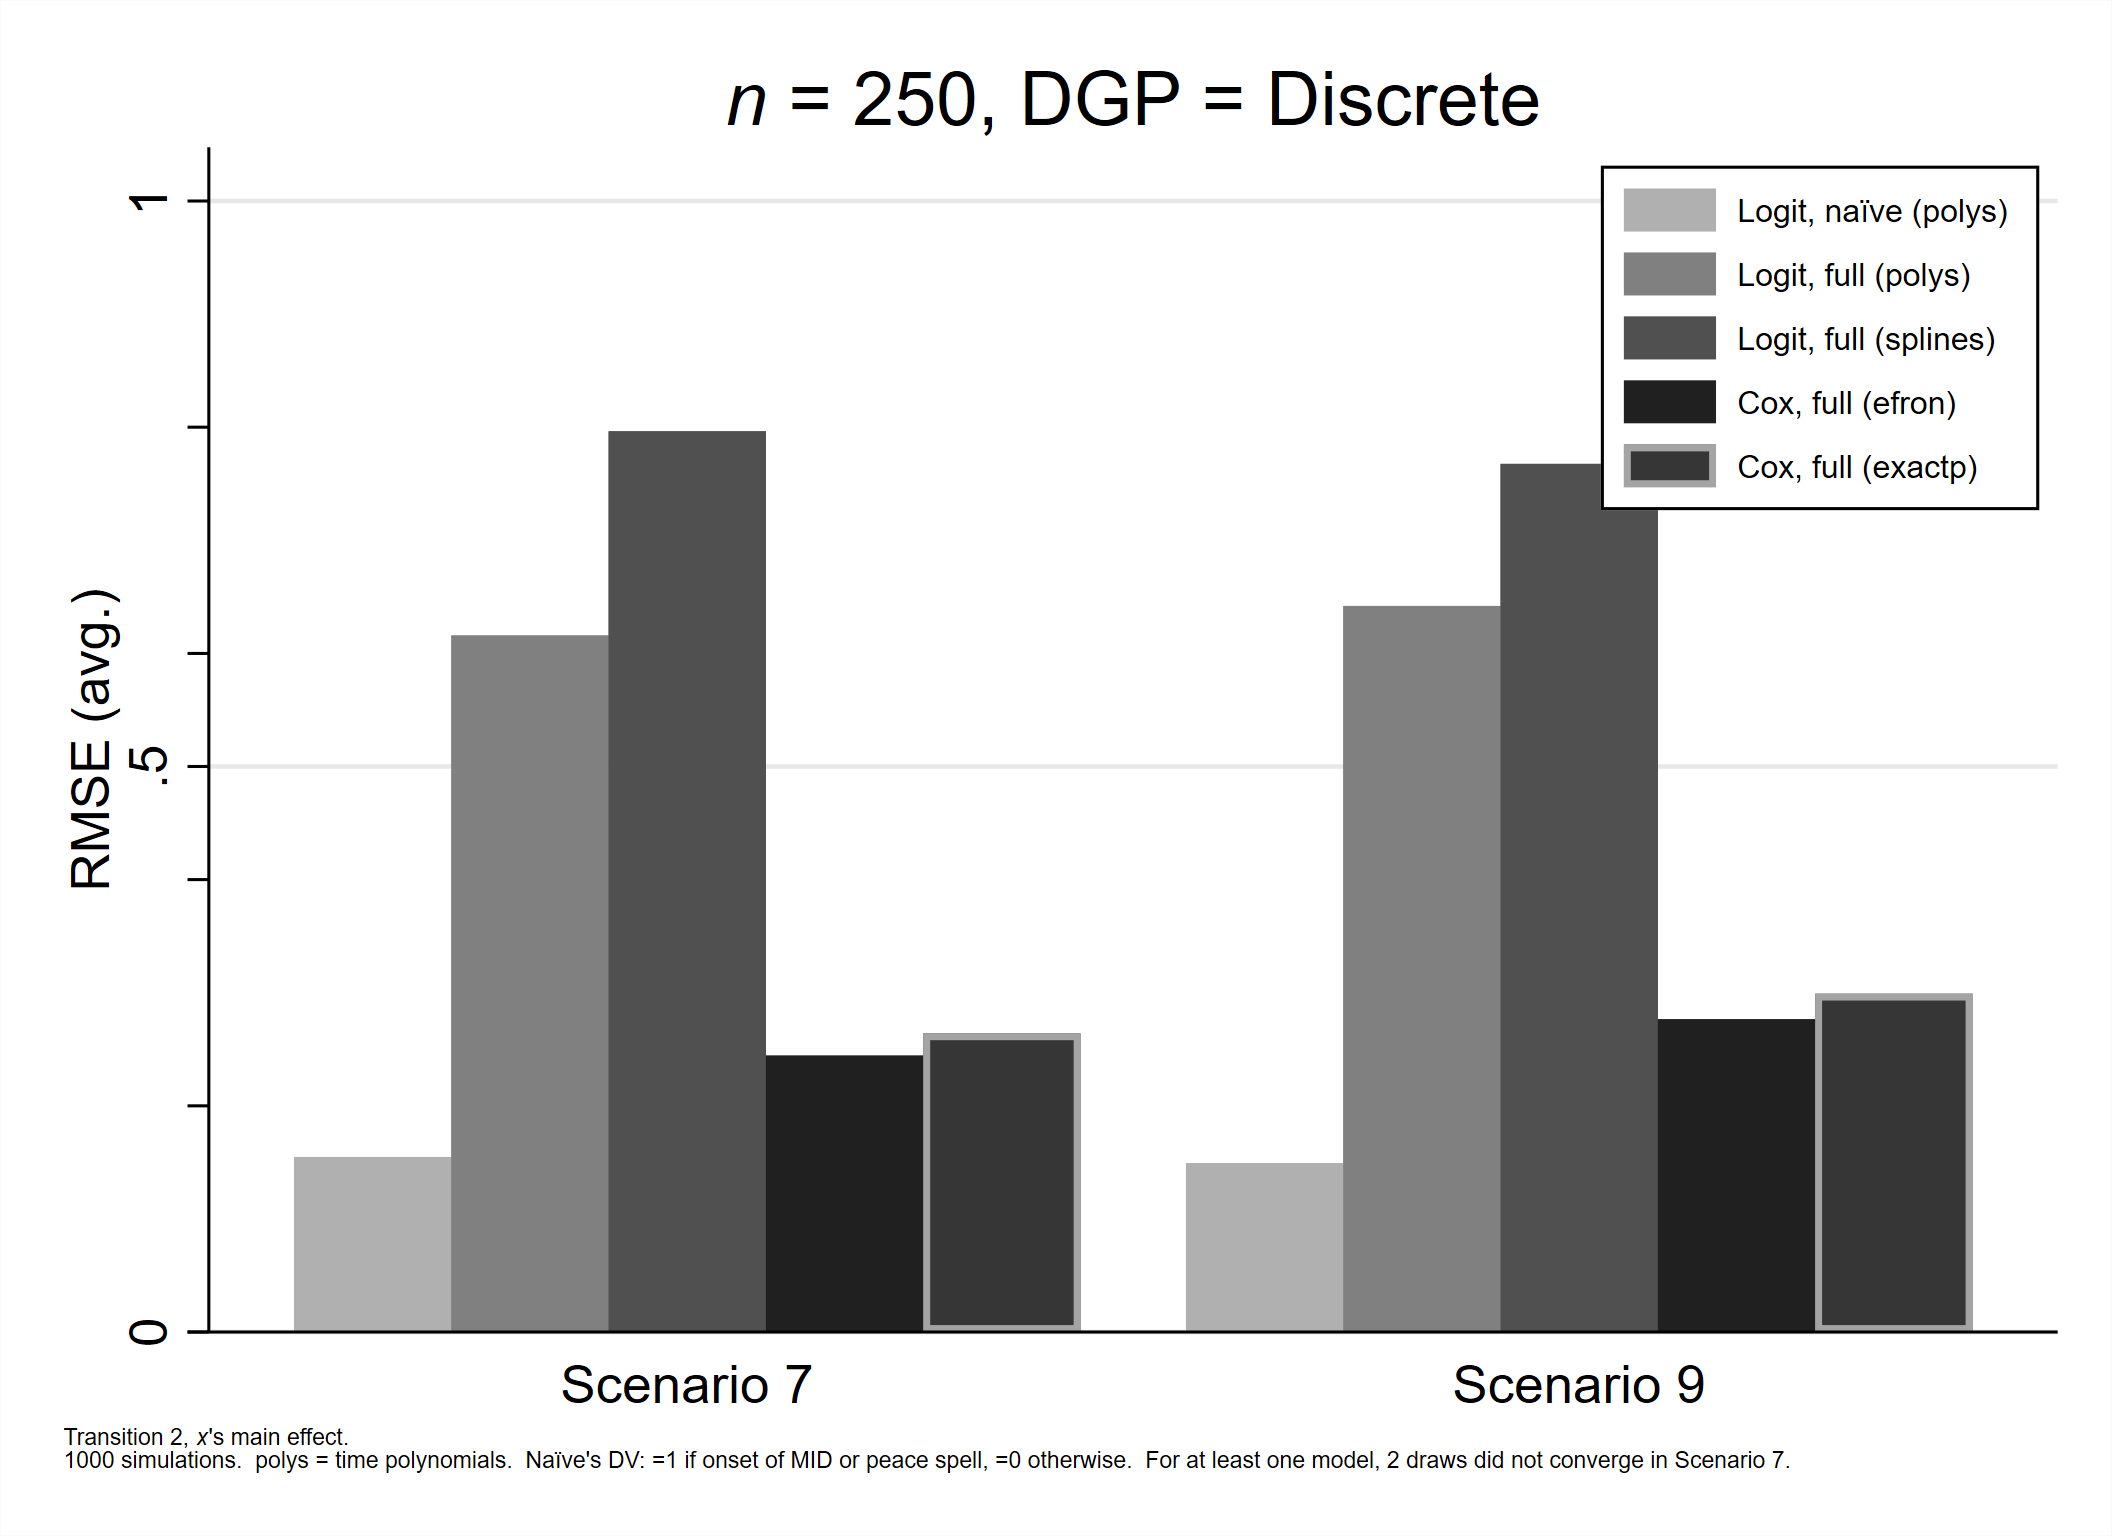 n = 250, DGP = Discrete
RMSE (avg.)
1
.5
0
Logit, naïve (polys)
Logit, full (polys)
Logit, full (splines)
Cox, full (efron)
Cox, full (exactp)
Scenario 7
Scenario 9
Transition 2, x's main effect.
1000 simulations.  polys = time polynomials.  Naïve's DV: =1 if onset of MID or peace spell, =0 otherwise.  For at least one model, 2 draws did not converge in Scenario 7.